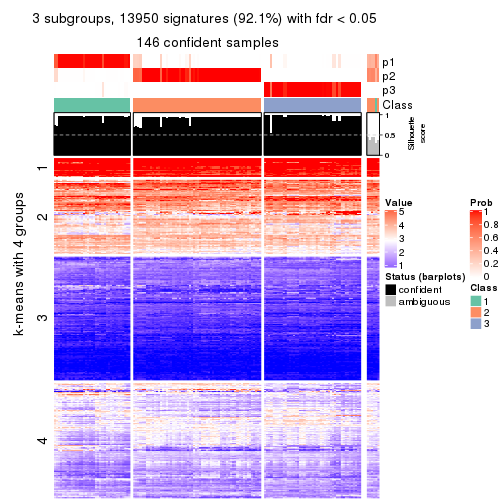 3 subgroups, 13950 signatures (92.1%) with fdr < 0.05
146 confident samples
p1
p2
p3
Class
1
0.5
0
Silhouette
score
k-means with 4 groups
1
2
3
4
Value
5
4
3
2
1
Status (barplots)
confident
ambiguous
Prob
1
0.8
0.6
0.4
0.2
0
Class
1
2
3